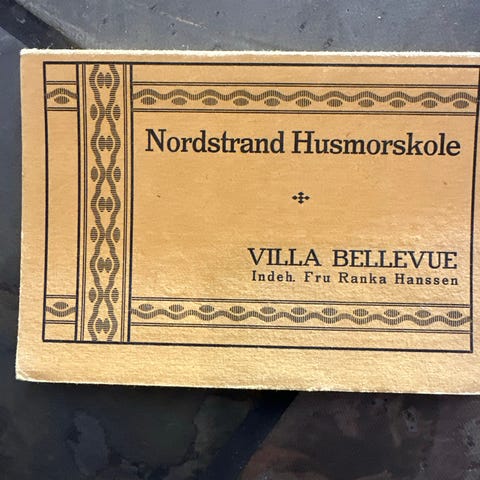 Nordstrand Husmorskole
VILLA BELLEVUE
Indeh. Fru Ranka Hanssen